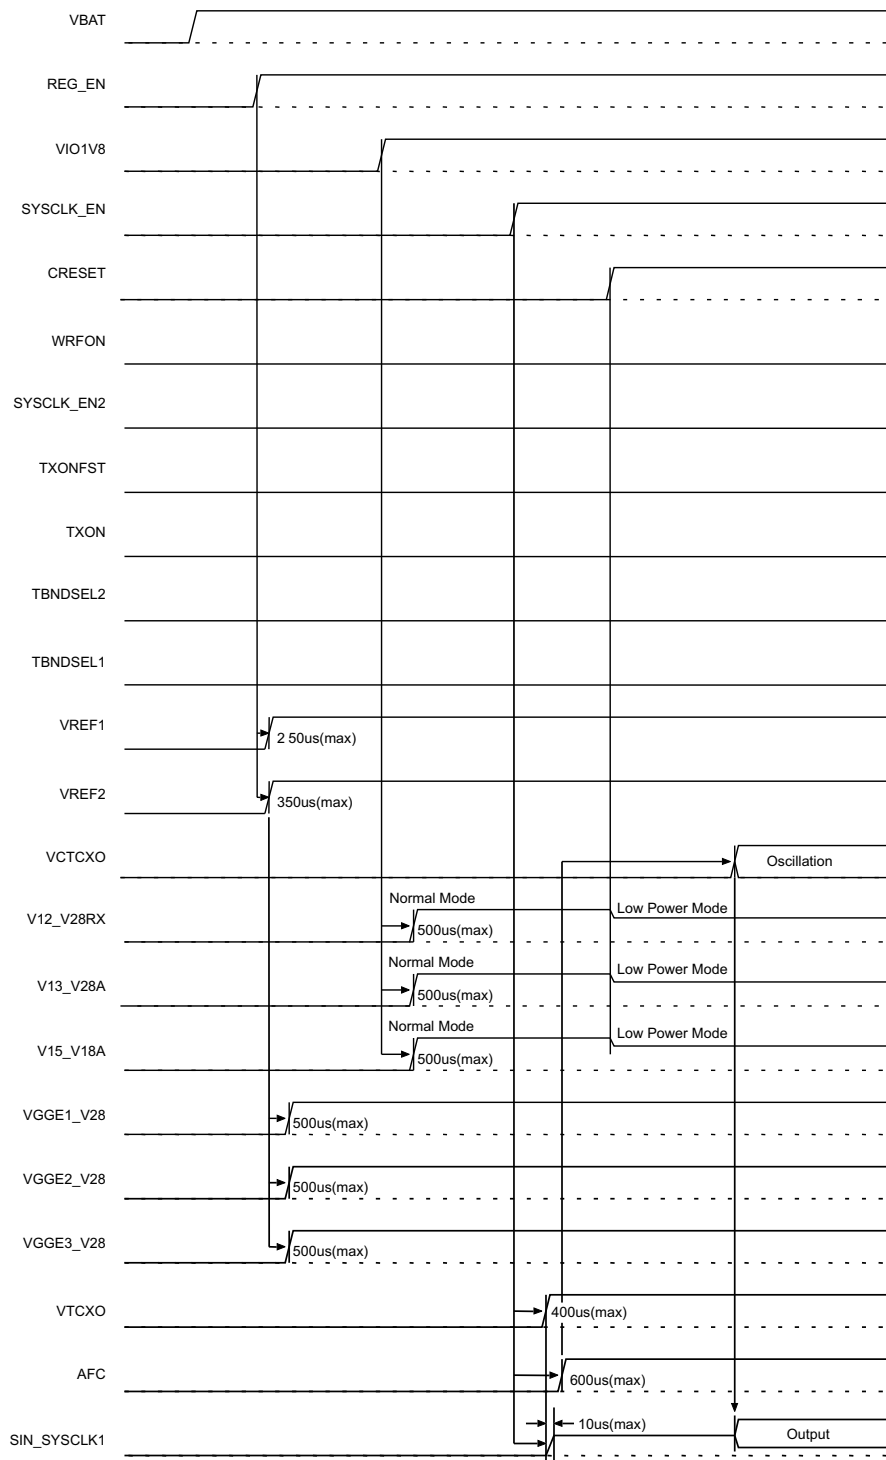 VBAT
REG_EN
VIO1V8
SYSCLK_EN
CRESET
WRFON
SYSCLK_EN2
TXONFST
TXON
TBNDSEL2
TBNDSEL1
VREF1
2 50us(max)
VREF2
350us(max)
VCTCXO
Oscillation
Normal Mode
Low Power Mode
V12_V28RX
500us(max)
Normal Mode
Low Power Mode
V13_V28A
500us(max)
Normal Mode
Low Power Mode
V15_V18A
500us(max)
VGGE1_V28
500us(max)
VGGE2_V28
500us(max)
VGGE3_V28
500us(max)
VTCXO
400us(max)
AFC
600us(max)
10us(max)
SIN_SYSCLK1
Output